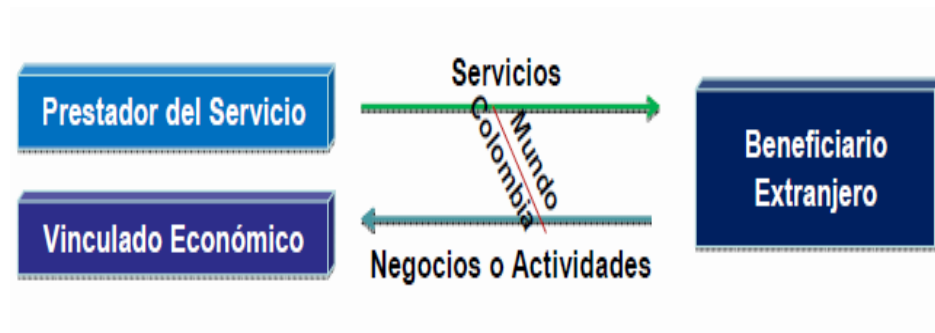 Servicios
Prestador del Servicio
Colombia
Mundo
Beneficiario
Extranjero
Vinculado Económico
Negocios o Actividades